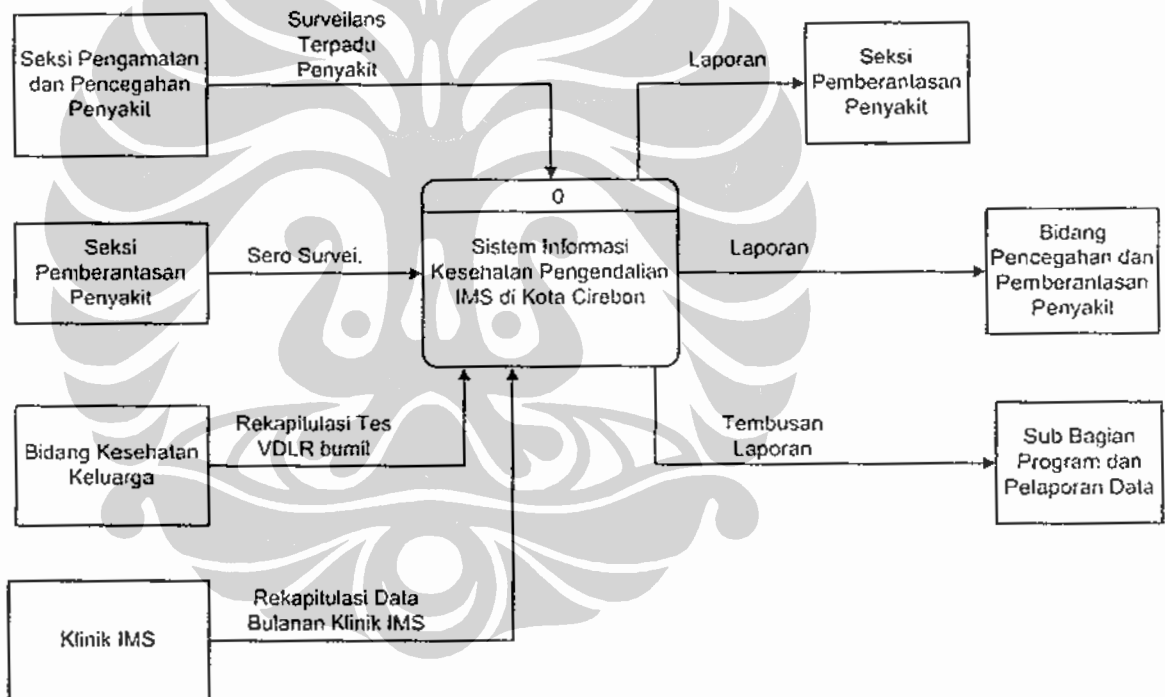 Seksi Pengamatan
dan Pencegahan
Penyakit
Surveilans
Terpadu
Penyakit
Laporan
Seksi
Pemberantasan
Penyakit
0
Sistem Informasi
Kesehatan Pengendalian
IMS di Kota Cirebon
Seksi
Pemberantasan
Penyakit
Sero Survei.
Laporan
Bidang
Pencegahan dan
Pemberantasan
Penyakit
Bidang Kesehatan
Keluarga
Rekapitulasi Tes
VDLR bumil
Tembusan
Laporan
Sub Bagian
Program dan
Pelaporan Data
Klinik IMS
Rekapitulasi Data
Bulanan Klinik IMS